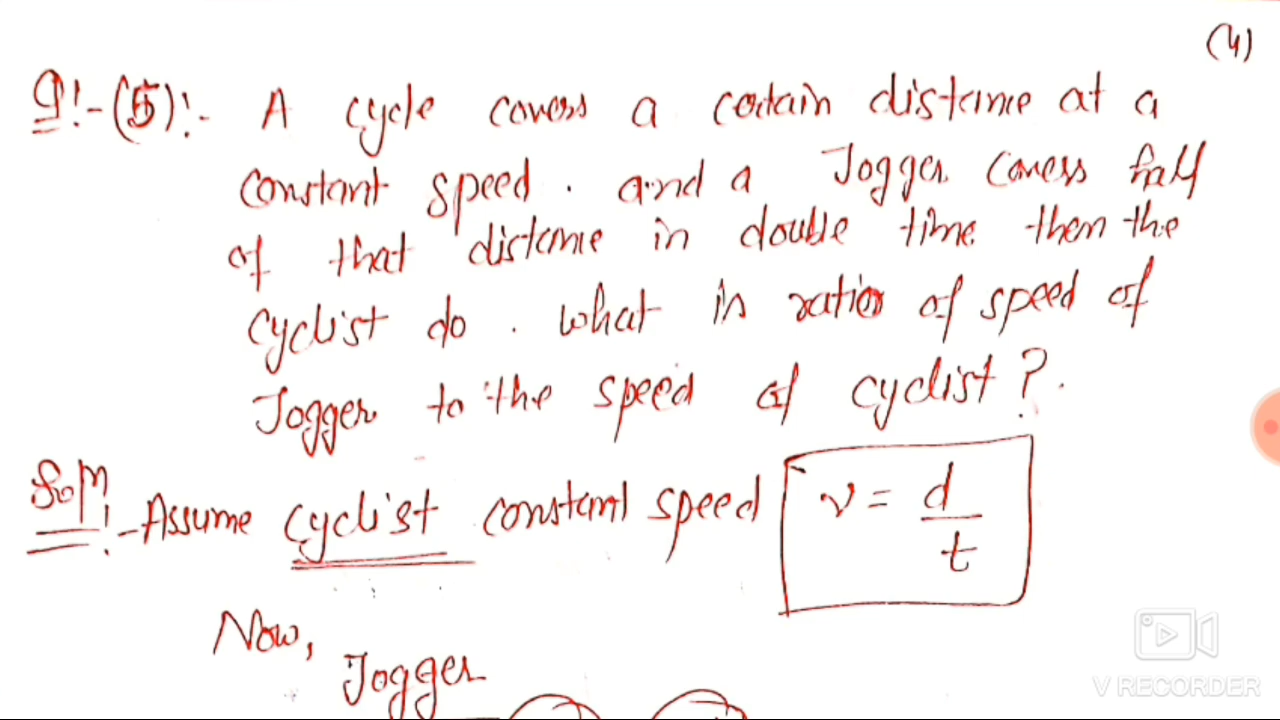 (4)
Q!-(5):- A cycle covers a certain distance at a
constant speed. and a Jogger covers half
of that distance in double time then the
cyclist do. What is ratios of speed of
Jogger to the speed of cyclist?.
Soln!-Assume cyclist constant speed v = d/t
Now,
Jogger
V RECORDER